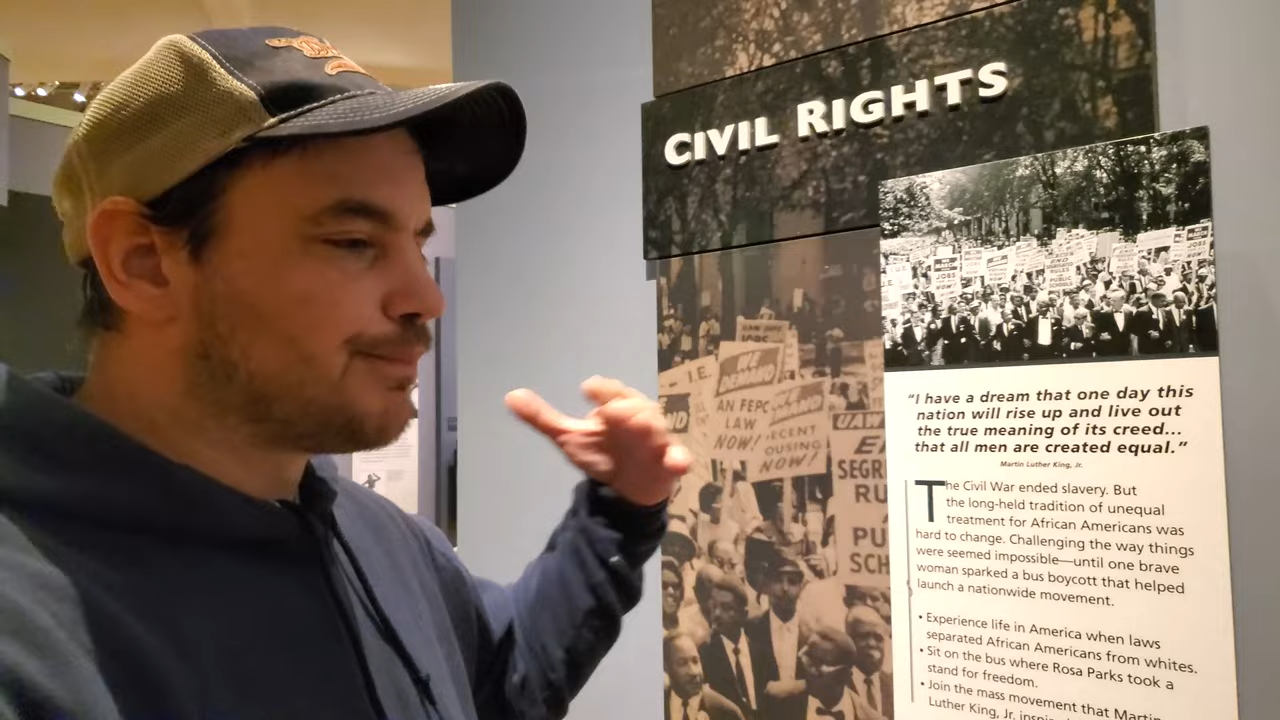 CIVIL RIGHTS
I.E.
WE
DEMAND
AN FEPC
LAW
NOW!
DEMAND
ECENT
OUSING
NOW!
UAW
SEGR
RU
PU
SCH
JOBS
“I have a dream that one day this
nation will rise up and live out
the true meaning of its creed...
that all men are created equal.”
Martin Luther King, Jr.
The Civil War ended slavery. But
the long-held tradition of unequal
treatment for African Americans was
hard to change. Challenging the way things
were seemed impossible—until one brave
woman sparked a bus boycott that helped
launch a nationwide movement.
• Experience life in America when laws
separated African Americans from whites.
• Sit on the bus where Rosa Parks took a
stand for freedom.
• Join the mass movement that Martin
Luther King, Jr.